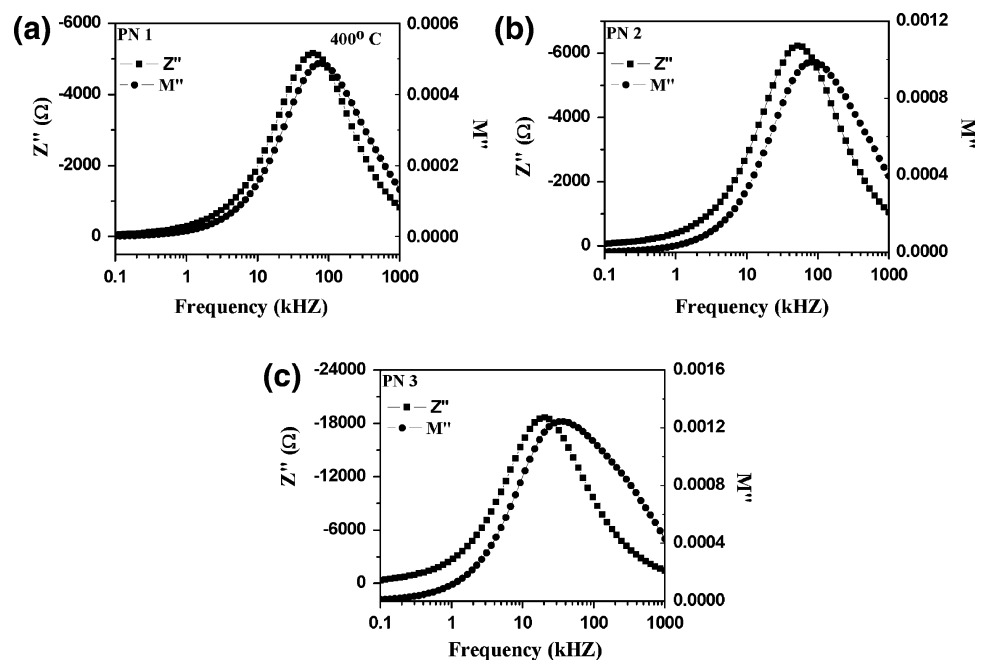 (a)
PN 1
400⁰ C
Z''
M''
-6000
-4000
-2000
0
Z'' (Ω)
0.0006
0.0004
0.0002
0.0000
M''
0.1 1 10 100 1000
Frequency (kHZ)
(b)
PN 2
Z''
M''
-6000
-4000
-2000
0
Z'' (Ω)
0.0012
0.0008
0.0004
0.0000
M''
0.1 1 10 100 1000
Frequency (kHZ)
(c)
PN 3
Z''
M''
-24000
-18000
-12000
-6000
0
Z'' (Ω)
0.0016
0.0012
0.0008
0.0004
0.0000
M''
0.1 1 10 100 1000
Frequency (kHZ)